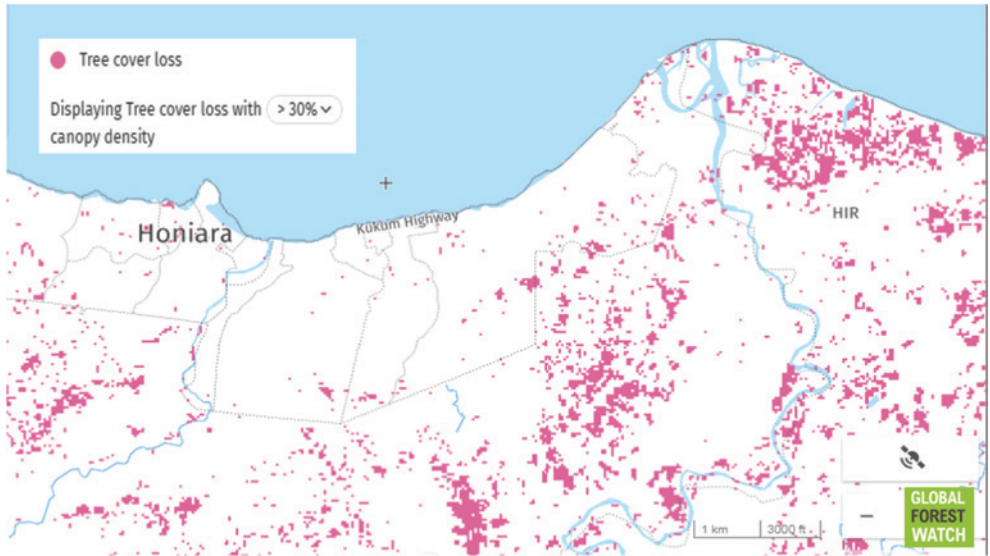 Tree cover loss
Displaying Tree cover loss with > 30%
canopy density
Honiara
Kukum Highway
HIR
1 km
3000 ft
GLOBAL
FOREST
WATCH